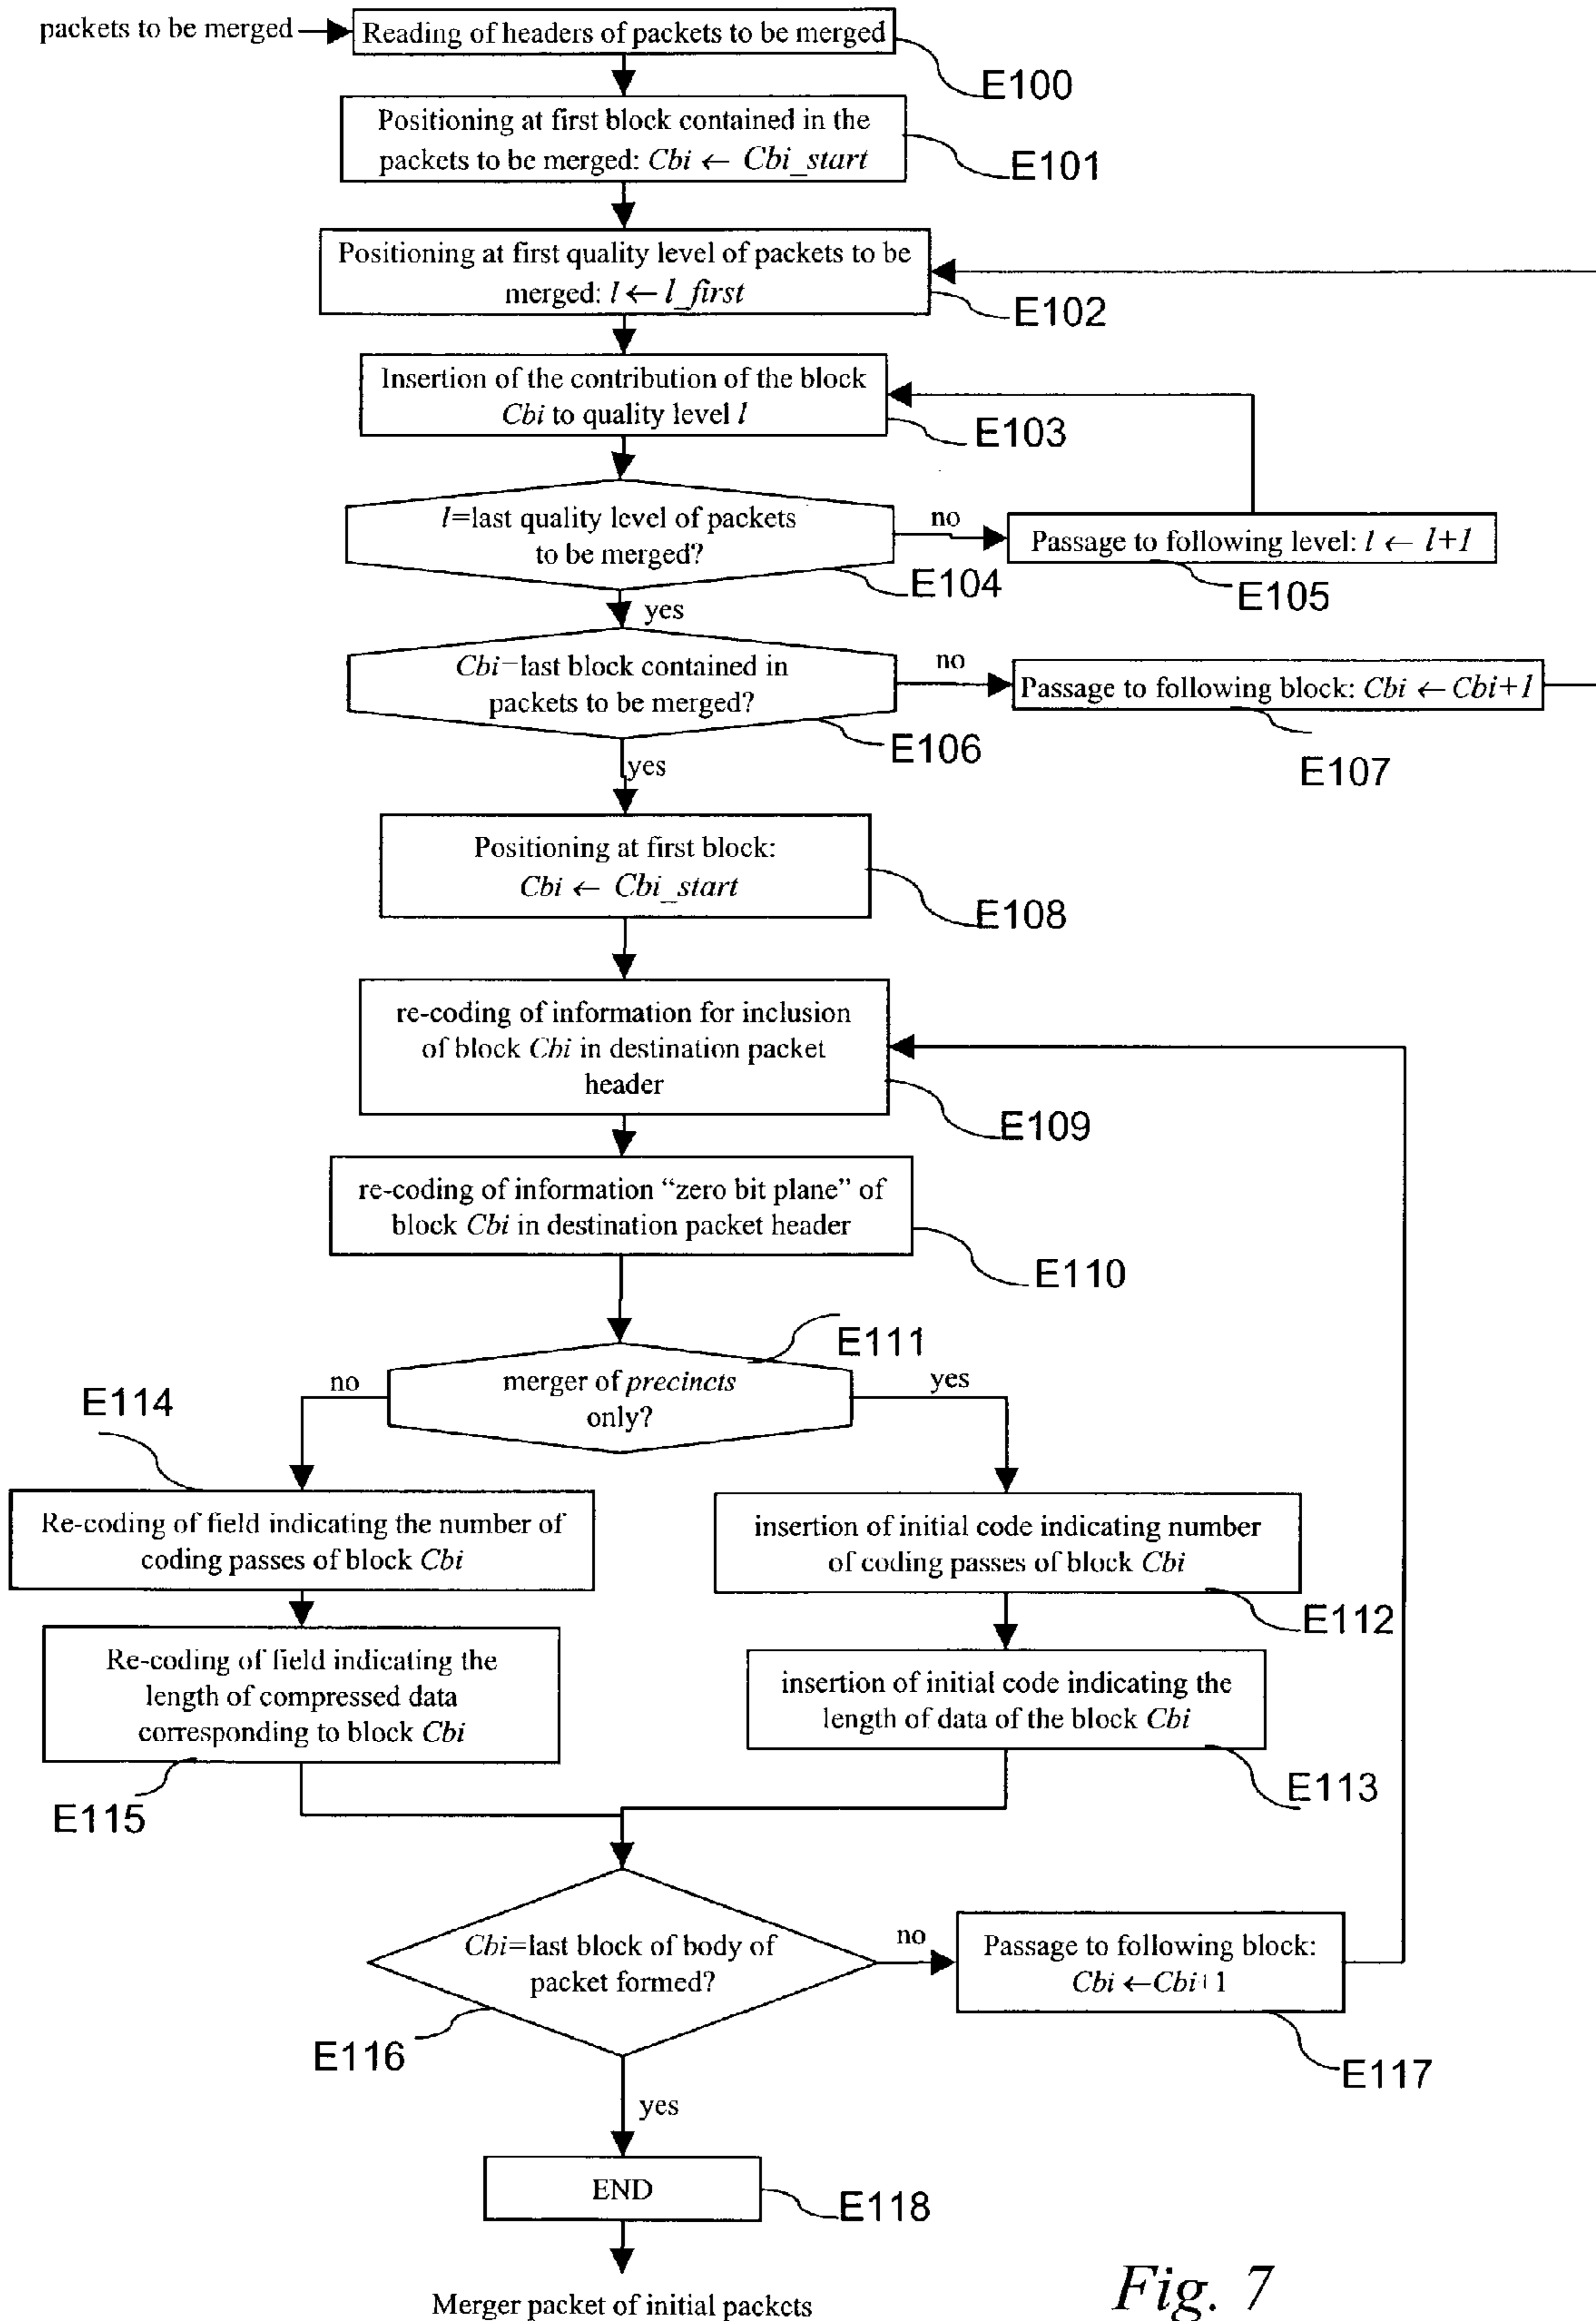 packets to be merged
Reading of headers of packets to be merged
E100
Positioning at first block contained in the
packets to be merged: Cbi ← Cbi_start
E101
Positioning at first quality level of packets to be
merged: l ← l_first
E102
Insertion of the contribution of the block
Cbi to quality level l
E103
l=last quality level of packets
to be merged?
no
Passage to following level: l ← l+1
E104
E105
yes
Cbi=last block contained in
packets to be merged?
no
Passage to following block: Cbi ← Cbi+1
E106
E107
yes
Positioning at first block:
Cbi ← Cbi_start
E108
re-coding of information for inclusion
of block Cbi in destination packet
header
E109
re-coding of information “zero bit plane” of
block Cbi in destination packet header
E110
E111
merger of precincts
only?
no
yes
E114
Re-coding of field indicating the number of
coding passes of block Cbi
insertion of initial code indicating number
of coding passes of block Cbi
E112
Re-coding of field indicating the
length of compressed data
corresponding to block Cbi
insertion of initial code indicating the
length of data of the block Cbi
E113
E115
Cbi=last block of body of
packet formed?
no
Passage to following block:
Cbi ←Cbi+1
E116
E117
yes
END
E118
Merger packet of initial packets
Fig. 7